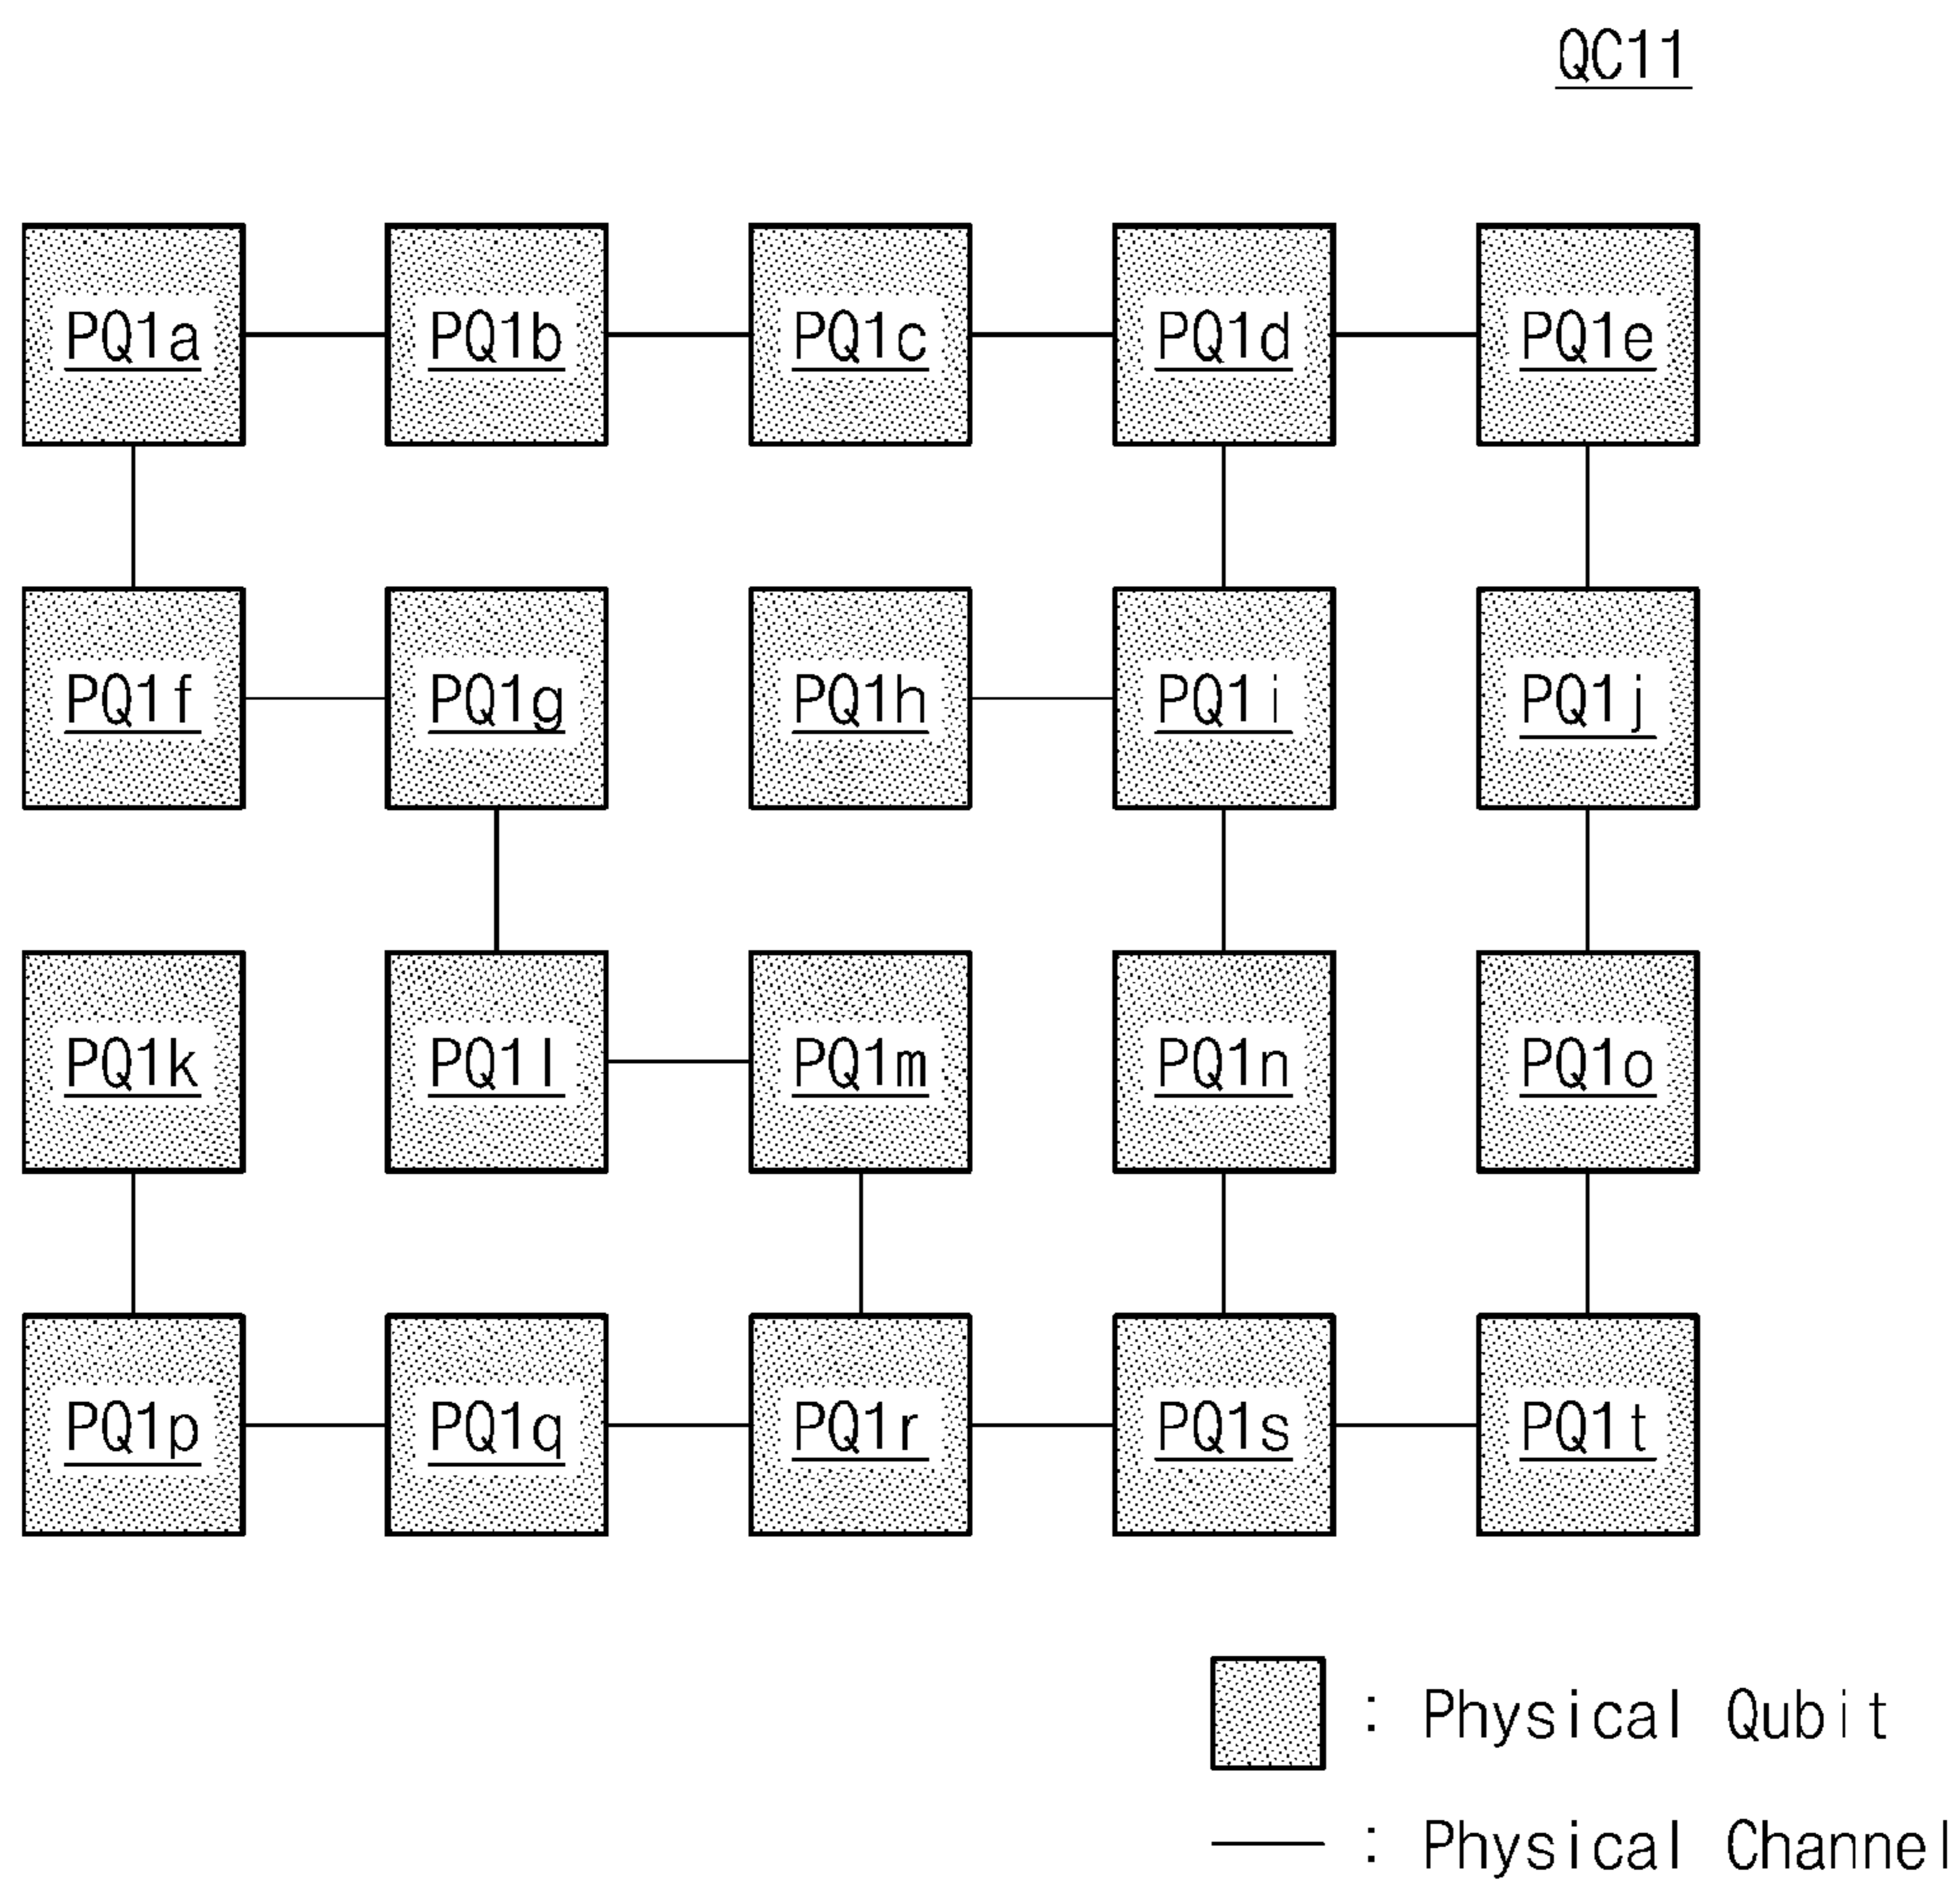 QC11
PQ1a PQ1b PQ1c PQ1d PQ1e
PQ1f PQ1g PQ1h PQ1i PQ1j
PQ1k PQ1l PQ1m PQ1n PQ1o
PQ1p PQ1q PQ1r PQ1s PQ1t
: Physical Qubit
: Physical Channel